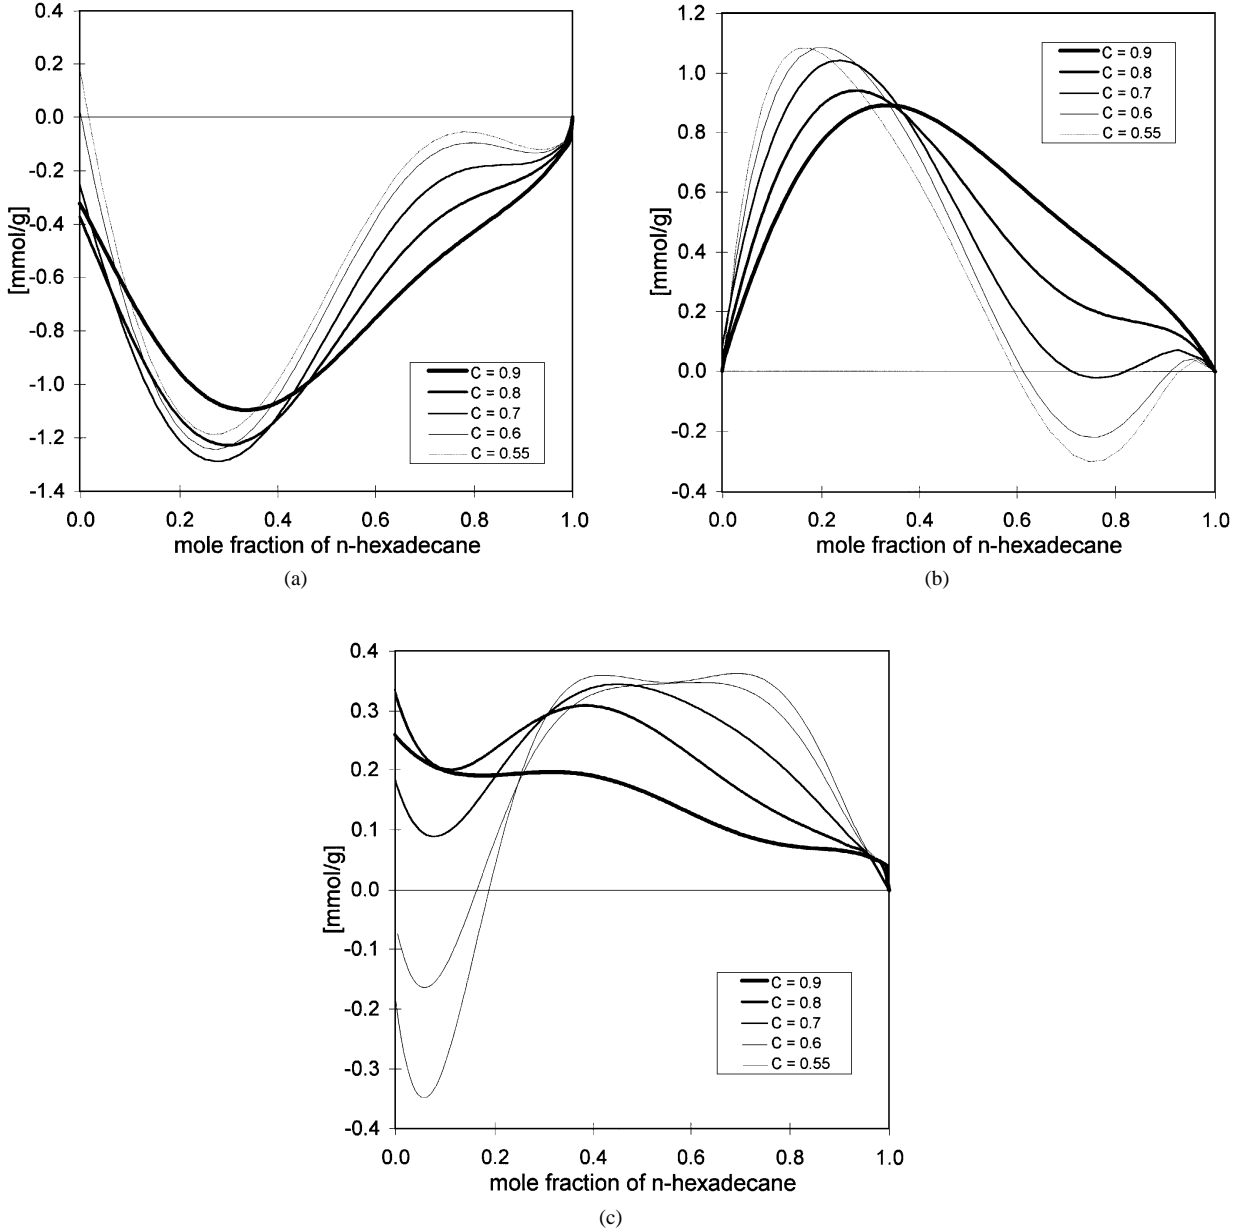 0.4
0.2
0.0
-0.2
-0.4
-0.6
-0.8
-1.0
-1.2
-1.4
[mmol/g]
C = 0.9
C = 0.8
C = 0.7
C = 0.6
C = 0.55
0.0 0.2 0.4 0.6 0.8 1.0
mole fraction of n-hexadecane
(a)
1.2
1.0
0.8
0.6
0.4
0.2
0.0
-0.2
-0.4
[mmol/g]
C = 0.9
C = 0.8
C = 0.7
C = 0.6
C = 0.55
0.0 0.2 0.4 0.6 0.8 1.0
mole fraction of n-hexadecane
(b)
0.4
0.3
0.2
0.1
0.0
-0.1
-0.2
-0.3
-0.4
[mmol/g]
C = 0.9
C = 0.8
C = 0.7
C = 0.6
C = 0.55
0.0 0.2 0.4 0.6 0.8 1.0
mole fraction of n-hexadecane
(c)